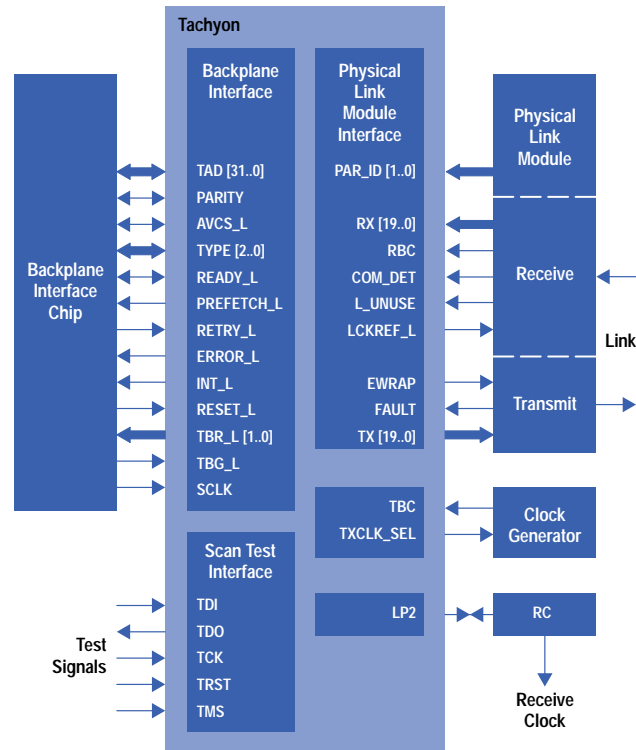 Tachyon
Backplane
Interface
Chip
Backplane
Interface
TAD [31..0]
PARITY
AVCS_L
TYPE [2..0]
READY_L
PREFETCH_L
RETRY_L
ERROR_L
INT_L
RESET_L
TBR_L [1..0]
TBG_L
SCLK
Physical
Link
Module
Interface
PAR_ID [1..0]
RX [19..0]
RBC
COM_DET
L_UNUSE
LCKREF_L
EWRAP
FAULT
TX [19..0]
Physical
Link
Module
Receive
Transmit
Link
TBC
TXCLK_SEL
Clock
Generator
Scan Test
Interface
TDI
TDO
TCK
TRST
TMS
Test
Signals
LP2
RC
Receive
Clock